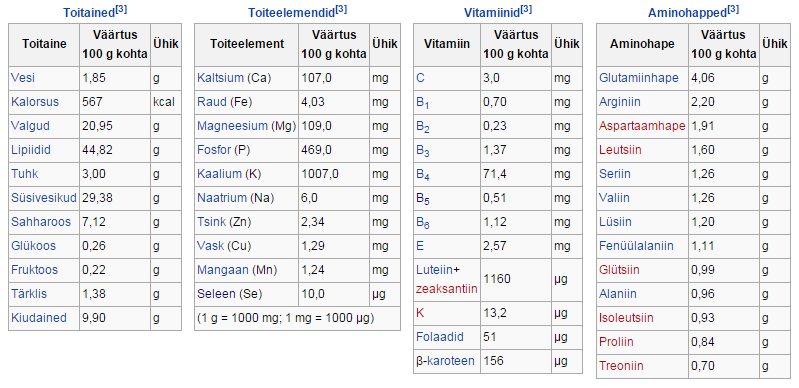 Toitained[3]
Toitaine Väärtus 100 g kohta Ühik
Vesi 1,85 g
Kalorsus 567 kcal
Valgud 20,95 g
Lipiidid 44,82 g
Tuhk 3,00 g
Süsivesikud 29,38 g
Sahharoos 7,12 g
Glükoos 0,26 g
Fruktoos 0,22 g
Tärklis 1,38 g
Kiudained 9,90 g
Toiteelemendid[3]
Toiteelement Väärtus 100 g kohta Ühik
Kaltsium (Ca) 107,0 mg
Raud (Fe) 4,03 mg
Magneesium (Mg) 109,0 mg
Fosfor (P) 469,0 mg
Kaalium (K) 1007,0 mg
Naatrium (Na) 6,0 mg
Tsink (Zn) 2,34 mg
Vask (Cu) 1,29 mg
Mangaan (Mn) 1,24 mg
Seleen (Se) 10,0 µg
(1 g = 1000 mg; 1 mg = 1000 µg)
Vitamiinid[3]
Vitamiin Väärtus 100 g kohta Ühik
C 3,0 mg
B1 0,70 mg
B2 0,23 mg
B3 1,37 mg
B4 71,4 mg
B5 0,51 mg
B6 1,12 mg
E 2,57 mg
Luteiin+
zeaksantiin 1160 µg
K 13,2 µg
Folaadid 51 µg
β-karoteen 156 µg
Aminohapped[3]
Aminohape Väärtus 100 g kohta Ühik
Glutamiinhape 4,06 g
Arginiin 2,20 g
Aspartaamhape 1,91 g
Leutsiin 1,60 g
Seriin 1,26 g
Valiin 1,26 g
Lüsiin 1,20 g
Fenüülalaniin 1,11 g
Glütsiin 0,99 g
Alaniin 0,96 g
Isoleutsiin 0,93 g
Proliin 0,84 g
Treoniin 0,70 g